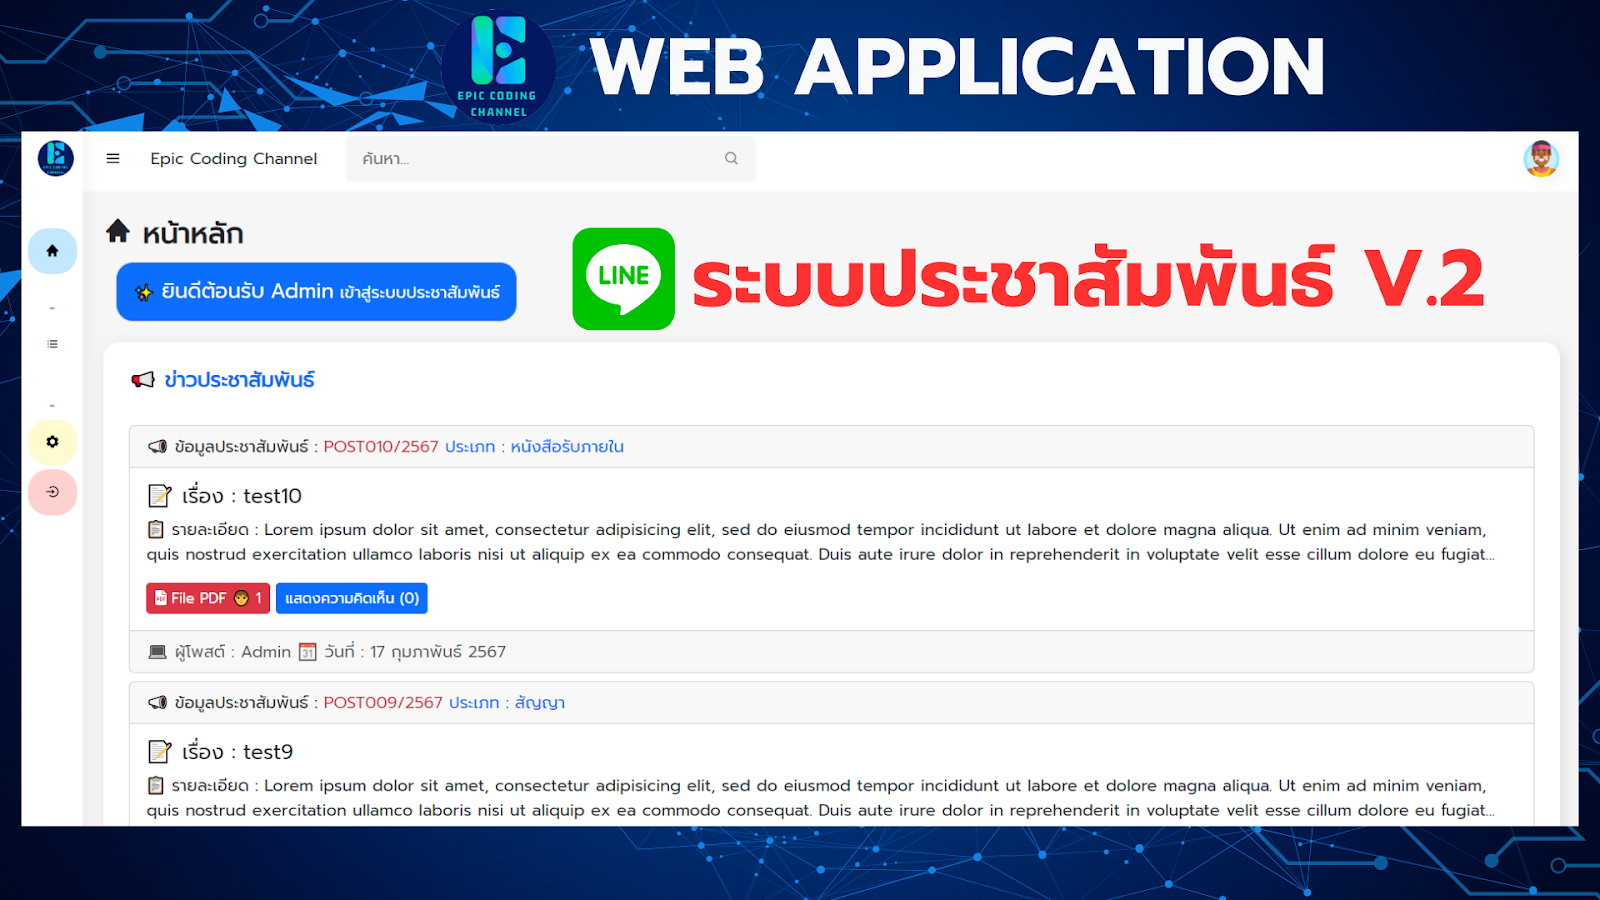 EPIC CODING
CHANNEL
WEB APPLICATION
Epic Coding Channel
ค้นหา...
หน้าหลัก
✨ ยินดีต้อนรับ Admin เข้าสู่ระบบประชาสัมพันธ์
LINE
ระบบประชาสัมพันธ์ V.2
ข่าวประชาสัมพันธ์
ข้อมูลประชาสัมพันธ์ : POST010/2567 ประเภท : หนังสือรับภายใน
เรื่อง : test10
รายละเอียด : Lorem ipsum dolor sit amet, consectetur adipisicing elit, sed do eiusmod tempor incididunt ut labore et dolore magna aliqua. Ut enim ad minim veniam,
quis nostrud exercitation ullamco laboris nisi ut aliquip ex ea commodo consequat. Duis aute irure dolor in reprehenderit in voluptate velit esse cillum dolore eu fugiat...
File PDF 1 แสดงความคิดเห็น (0)
ผู้โพสต์ : Admin วันที่ : 17 กุมภาพันธ์ 2567
ข้อมูลประชาสัมพันธ์ : POST009/2567 ประเภท : สัญญา
เรื่อง : test9
รายละเอียด : Lorem ipsum dolor sit amet, consectetur adipisicing elit, sed do eiusmod tempor incididunt ut labore et dolore magna aliqua. Ut enim ad minim veniam,
quis nostrud exercitation ullamco laboris nisi ut aliquip ex ea commodo consequat. Duis aute irure dolor in reprehenderit in voluptate velit esse cillum dolore eu fugiat...